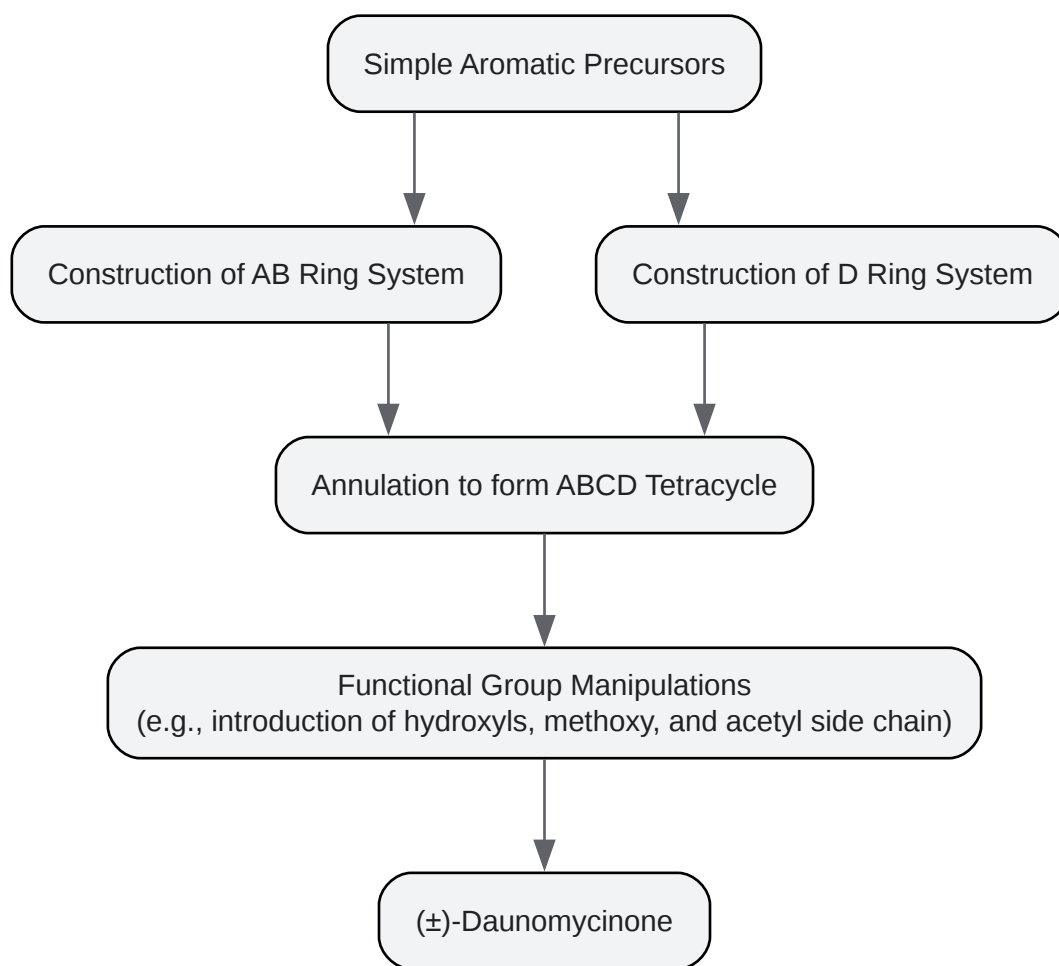 Simple Aromatic Precursors
Construction of AB Ring System
Construction of D Ring System
Annulation to form ABCD Tetracycle
Functional Group Manipulations
(e.g., introduction of hydroxyls, methoxy, and acetyl side chain)
(±)-Daunomycinone